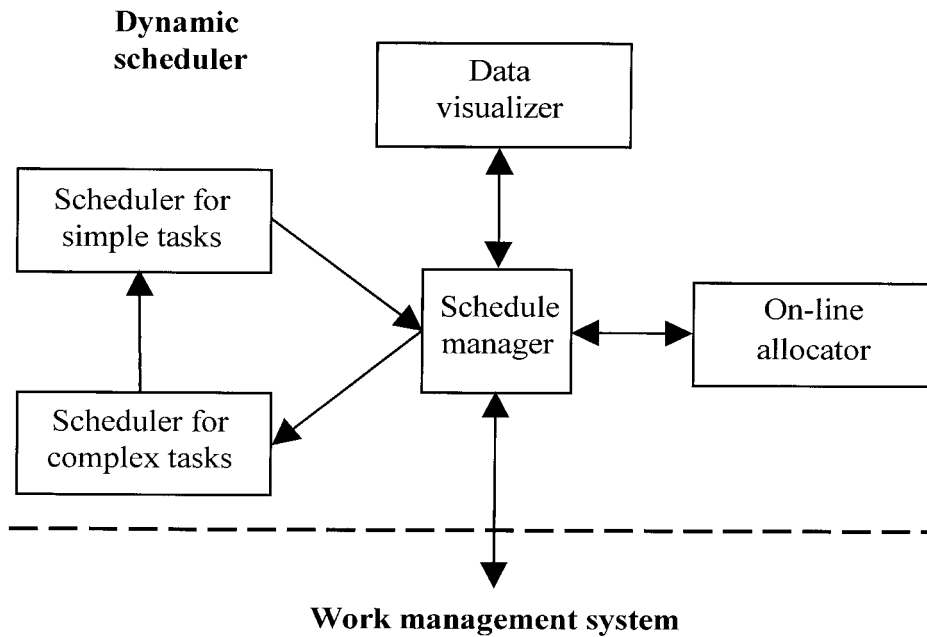 Dynamic
scheduler
Data
visualizer
Scheduler for
simple tasks
Schedule
manager
On-line
allocator
Scheduler for
complex tasks
Work management system